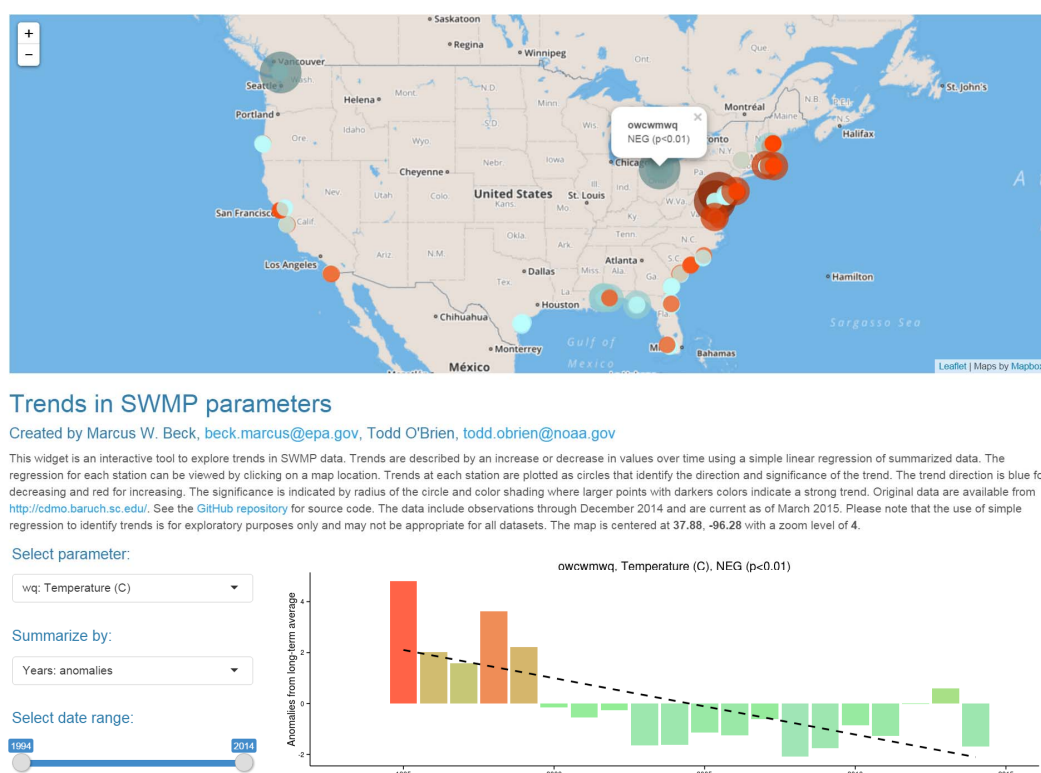 +
−
Saskatoon
Regina
Winnipeg
Vancouver
Seattle
Wash
Portland
Ore.
Helena
Mont.
N.D.
Minn.
Ont.
Que
Montréal
Maine
N.B.
P.E.I.
N.S.
Halifax
St. John's
owcwmwq
×
NEG (p<0.01)
Idaho
Wyo.
S.D.
Wis.
N.Y.
Cheyenne
Nebr.
Iowa
Pa.
Nev.
Utah
Colo.
United States
Kans.
St. Louis
Ill.
Ind.
Mo.
W.Va.
Ky
San Francisco
Calif.
Okla.
Tenn.
N.C.
Los Angeles
Ariz.
N.M.
Ark.
Atlanta
S.C.
Dallas
Miss.
Ala.
Ga.
Hamilton
Tex.
La.
Houston
Fla.
Chihuahua
Sargasso Sea
Gulf of
Mexico
Monterrey
Bahamas
México
Leaflet | Maps by Mapbox
Trends in SWMP parameters
Created by Marcus W. Beck, beck.marcus@epa.gov, Todd O'Brien, todd.obrien@noaa.gov
This widget is an interactive tool to explore trends in SWMP data. Trends are described by an increase or decrease in values over time using a simple linear regression of summarized data. The
regression for each station can be viewed by clicking on a map location. Trends at each station are plotted as circles that identify the direction and significance of the trend. The trend direction is blue fo
decreasing and red for increasing. The significance is indicated by radius of the circle and color shading where larger points with darkers colors indicate a strong trend. Original data are available from
http://cdmo.baruch.sc.edu/. See the GitHub repository for source code. The data include observations through December 2014 and are current as of March 2015. Please note that the use of simple
regression to identify trends is for exploratory purposes only and may not be appropriate for all datasets. The map is centered at 37.88, -96.28 with a zoom level of 4.
Select parameter:
wq: Temperature (C)
Summarize by:
Years: anomalies
Select date range:
1994
2014
owcwmwq, Temperature (C), NEG (p<0.01)
Anomalies from long-term average
4
2
0
-2